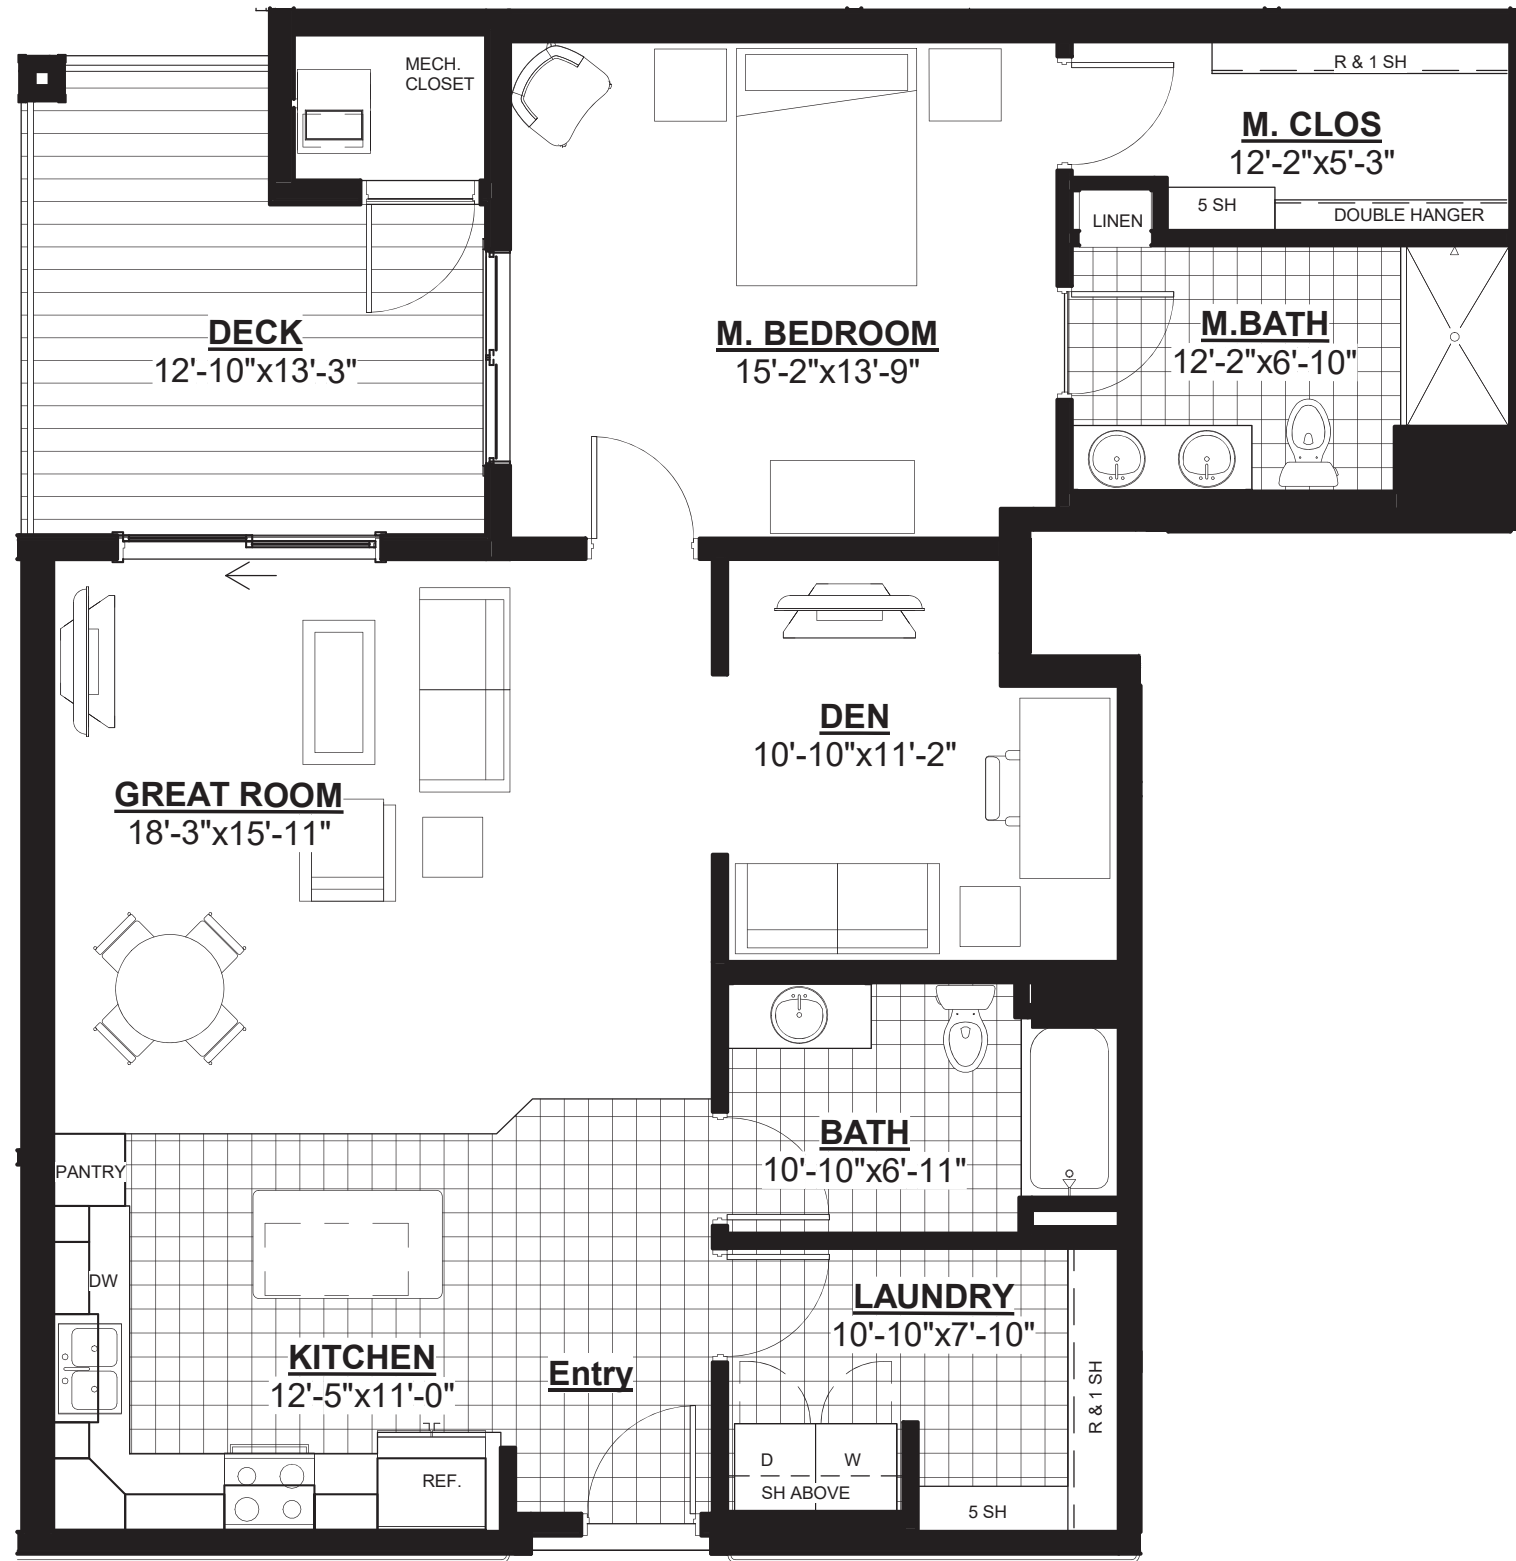 MECH.
CLOSET
R & 1 SH
M. CLOS
12'-2"x5'-3"
5 SH
DOUBLE HANGER
LINEN
DECK
12'-10"x13'-3"
M. BEDROOM
15'-2"x13'-9"
M.BATH
12'-2"x6'-10"
DEN
10'-10"x11'-2"
GREAT ROOM
18'-3"x15'-11"
BATH
10'-10"x6'-11"
PANTRY
DW
KITCHEN
12'-5"x11'-0"
Entry
LAUNDRY
10'-10"x7'-10"
R & 1 SH
REF.
D
W
SH ABOVE
5 SH